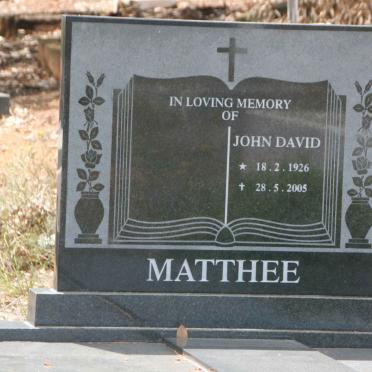 IN LOVING MEMORY
OF
JOHN DAVID
★ 18 . 2 . 1926
✝ 28 . 5 . 2005
MATTHEE